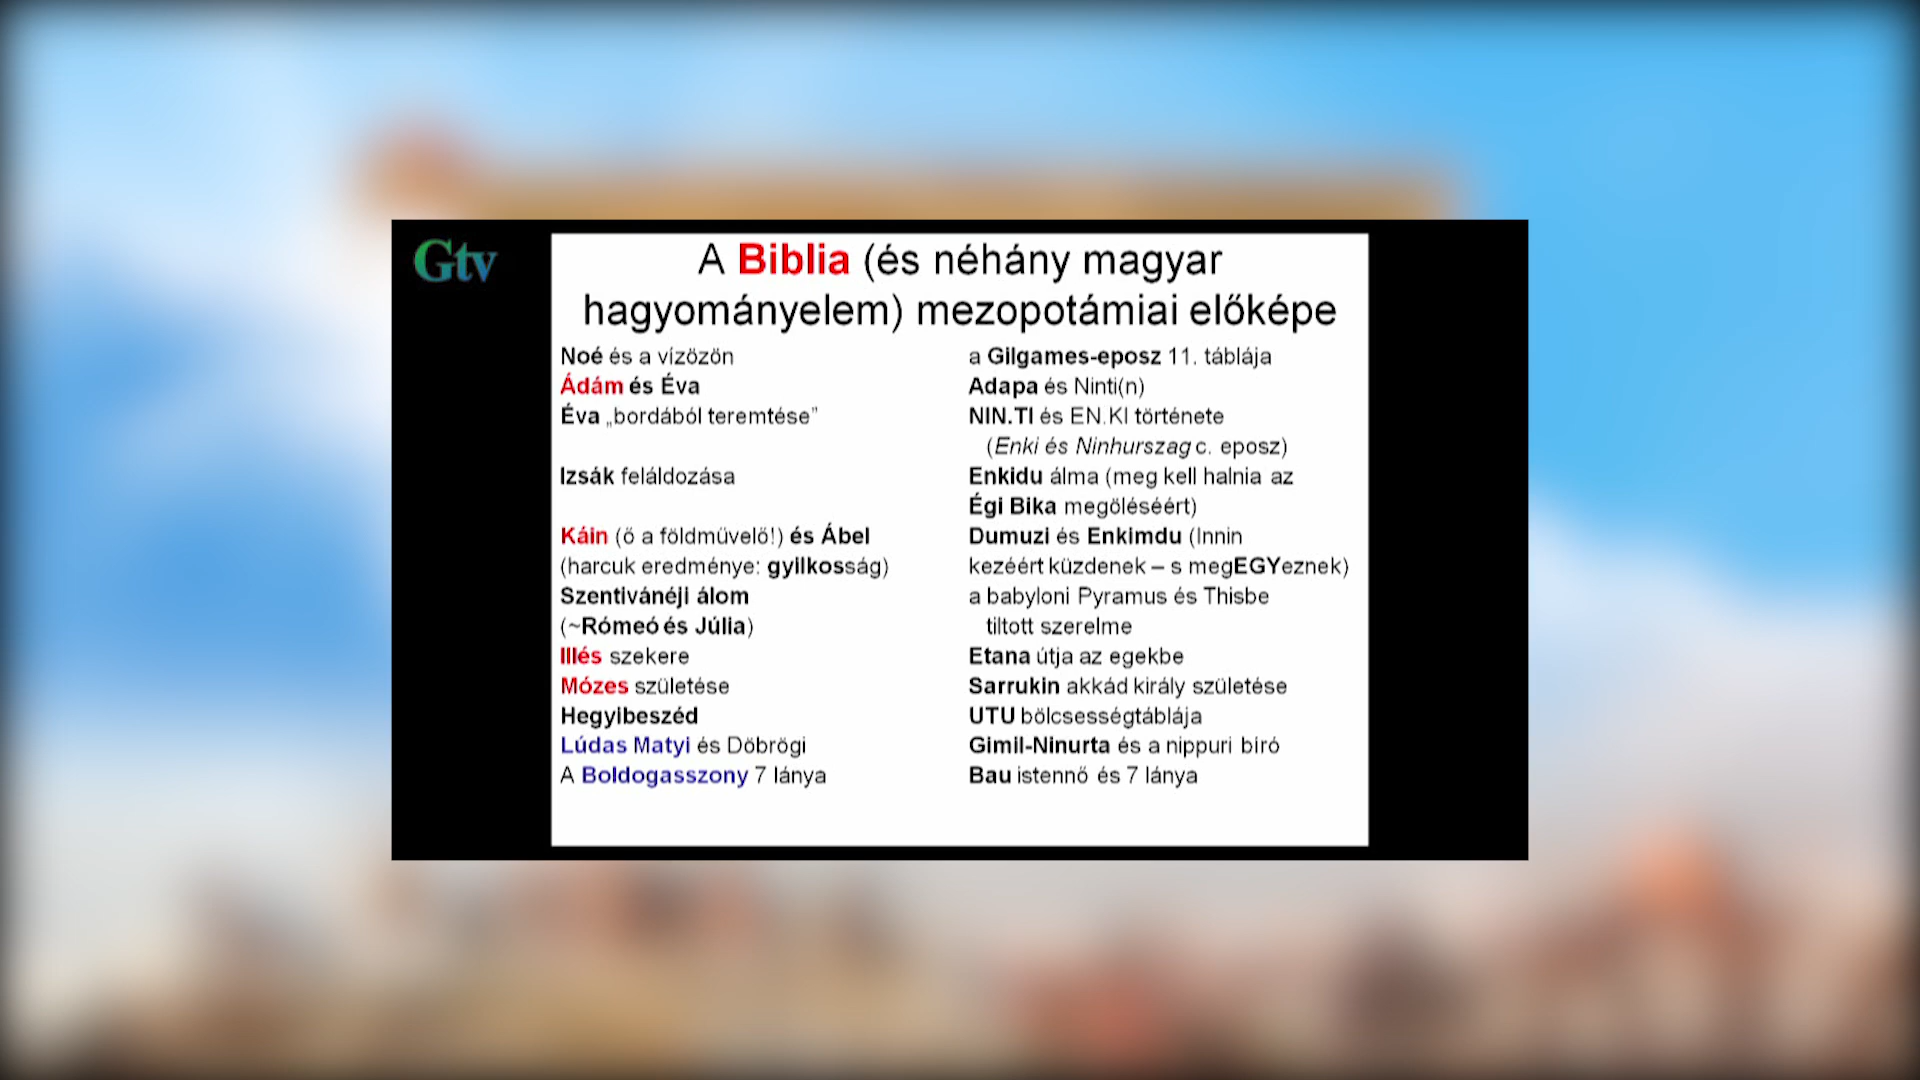 Gtv
A Biblia (és néhány magyar
hagyományelem) mezopotámiai előképe
Noé és a vízözön
a Gilgames-eposz 11. táblája
Ádám és Éva
Adapa és Ninti(n)
Éva „bordából teremtése”
NIN.TI és EN.KI története
(Enki és Ninhurszag c. eposz)
Izsák feláldozása
Enkidu álma (meg kell halnia az
Égi Bika megöléséért)
Káin (ő a földművelő!) és Ábel
Dumuzi és Enkimdu (Innin
(harcuk eredménye: gyilkosság)
kezéért küzdenek – s megEGYeznek)
Szentivánéji álom
a babyloni Pyramus és Thisbe
(~Rómeó és Júlia)
tiltott szerelme
Illés szekere
Etana útja az egekbe
Mózes születése
Sarrukin akkád király születése
Hegyibeszéd
UTU bölcsességtáblája
Lúdas Matyi és Döbrögi
Gimil-Ninurta és a nippuri bíró
A Boldogasszony 7 lánya
Bau istennő és 7 lánya